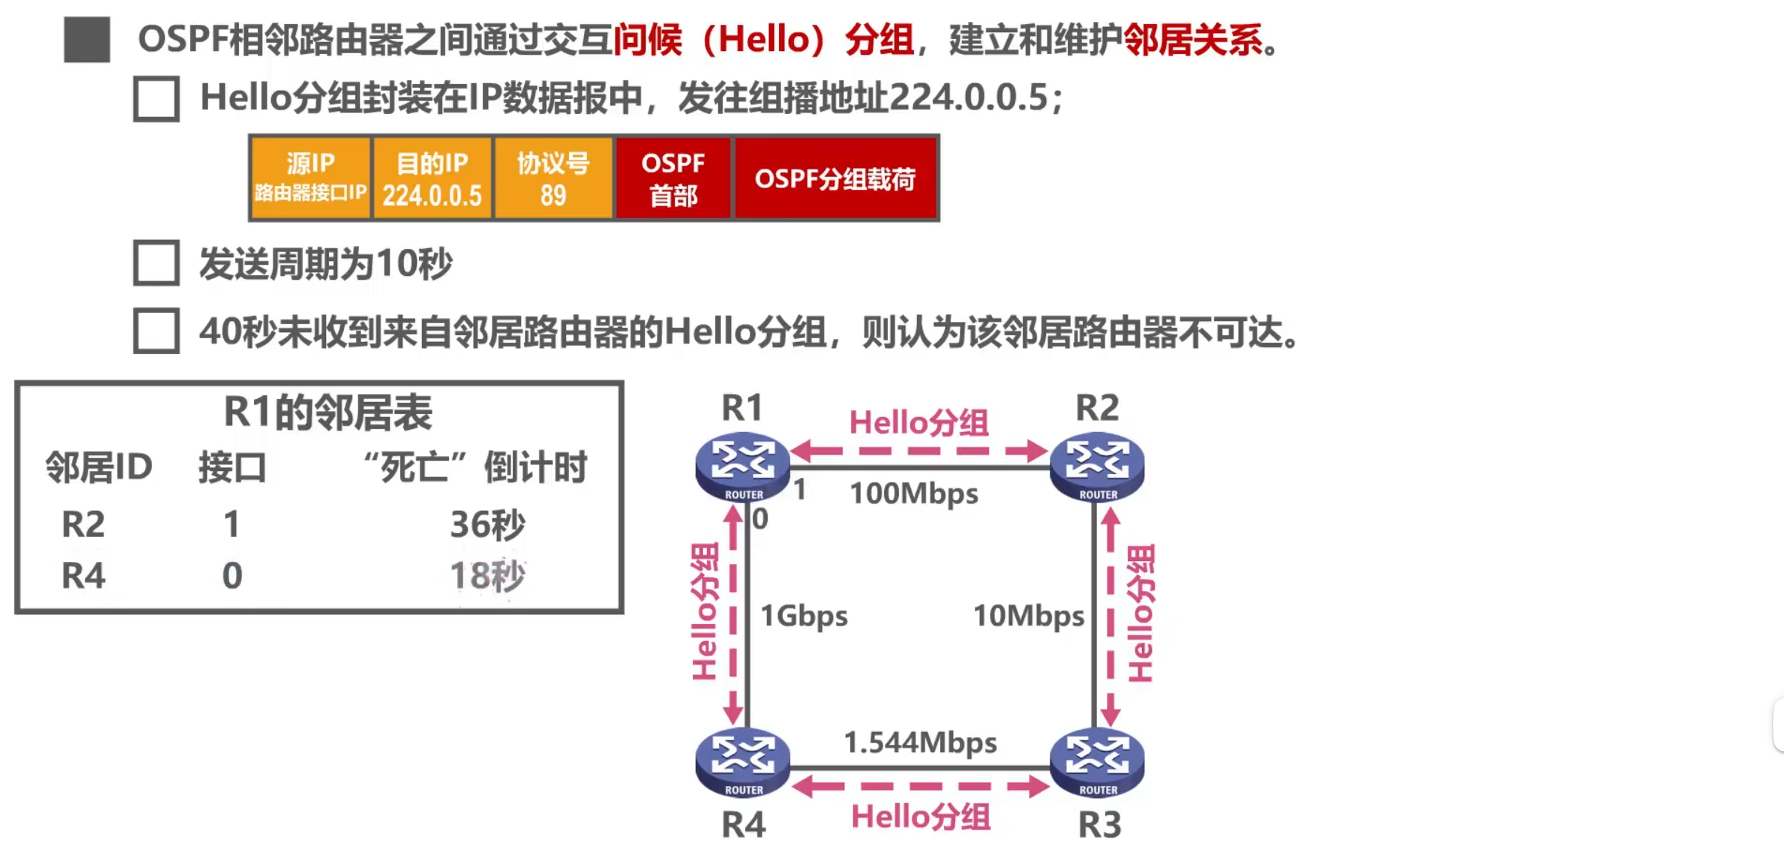 OSPF相邻路由器之间通过交互问候（Hello）分组，建立和维护邻居关系。
Hello分组封装在IP数据报中，发往组播地址224.0.0.5；
源IP
路由器接口IP
目的IP
224.0.0.5
协议号
89
OSPF
首部
OSPF分组载荷
发送周期为10秒
40秒未收到来自邻居路由器的Hello分组，则认为该邻居路由器不可达。
R1的邻居表
邻居ID 接口 “死亡”倒计时
R2 1 36秒
R4 0 18秒
R1
Hello分组
R2
ROUTER
1
100Mbps
ROUTER
0
Hello分组
1Gbps
10Mbps
Hello分组
1.544Mbps
ROUTER
ROUTER
R4
Hello分组
R3